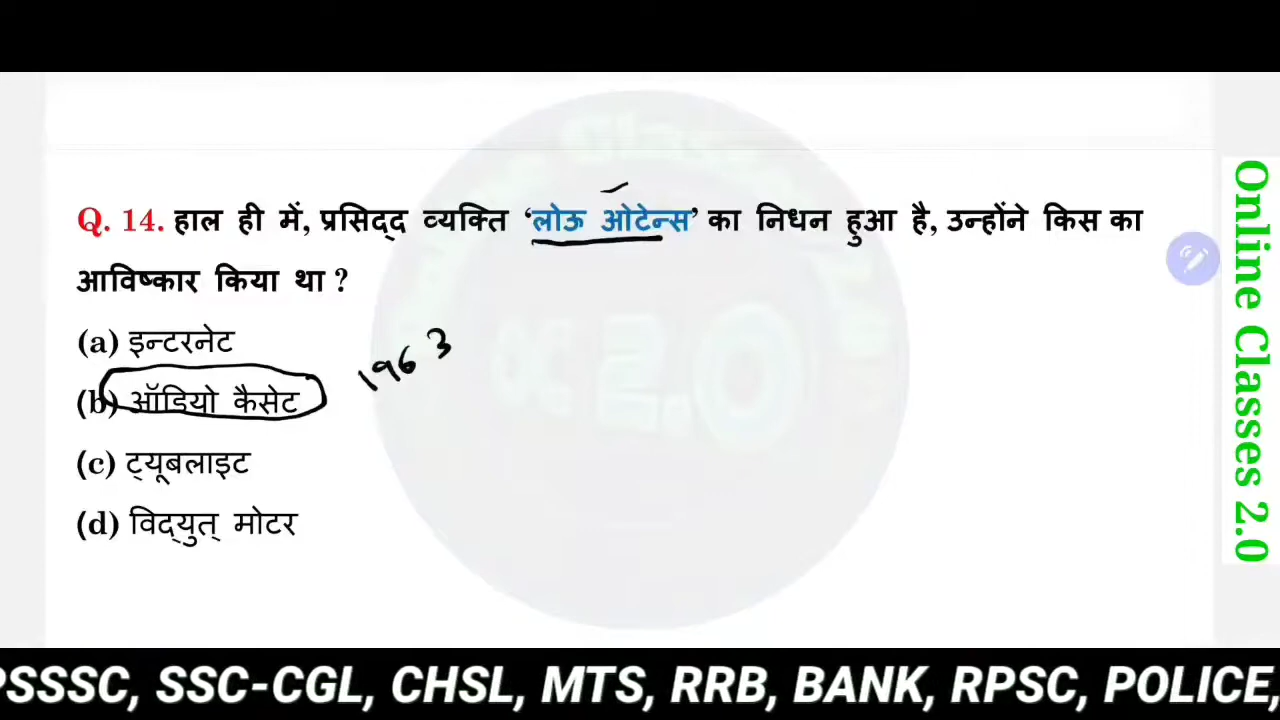 Q. 14. हाल ही में, प्रसिद्द व्यक्ति ‘लोऊ ओटेन्स’ का निधन हुआ है, उन्होंने किस का
आविष्कार किया था ?
(a) इन्टरनेट
1963
(b) ऑडियो कैसेट
(c) ट्यूबलाइट
(d) विद्युत् मोटर
Online Classes 2.0
PSSSC, SSC-CGL, CHSL, MTS, RRB, BANK, RPSC, POLICE,